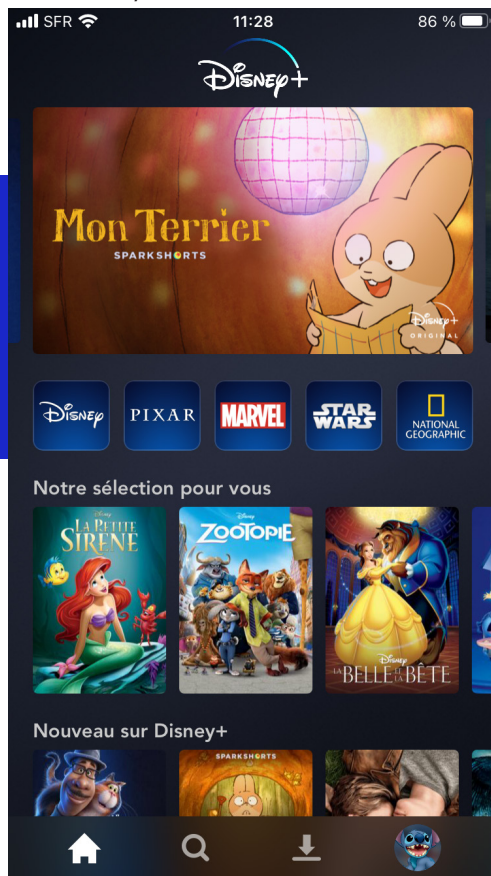 SFR
11:28
86 %
Disney+
Mon Terrier
SPARKSHORTS
Disney+
ORIGINAL
Disney
PIXAR
MARVEL
STAR
WARS
NATIONAL
GEOGRAPHIC
Notre sélection pour vous
Disney
LA PETITE
SIRÈNE
Disney
ZOOTOPIE
Disney
LA BELLE ET LA BÊTE
Nouveau sur Disney+
SPARKSHORTS